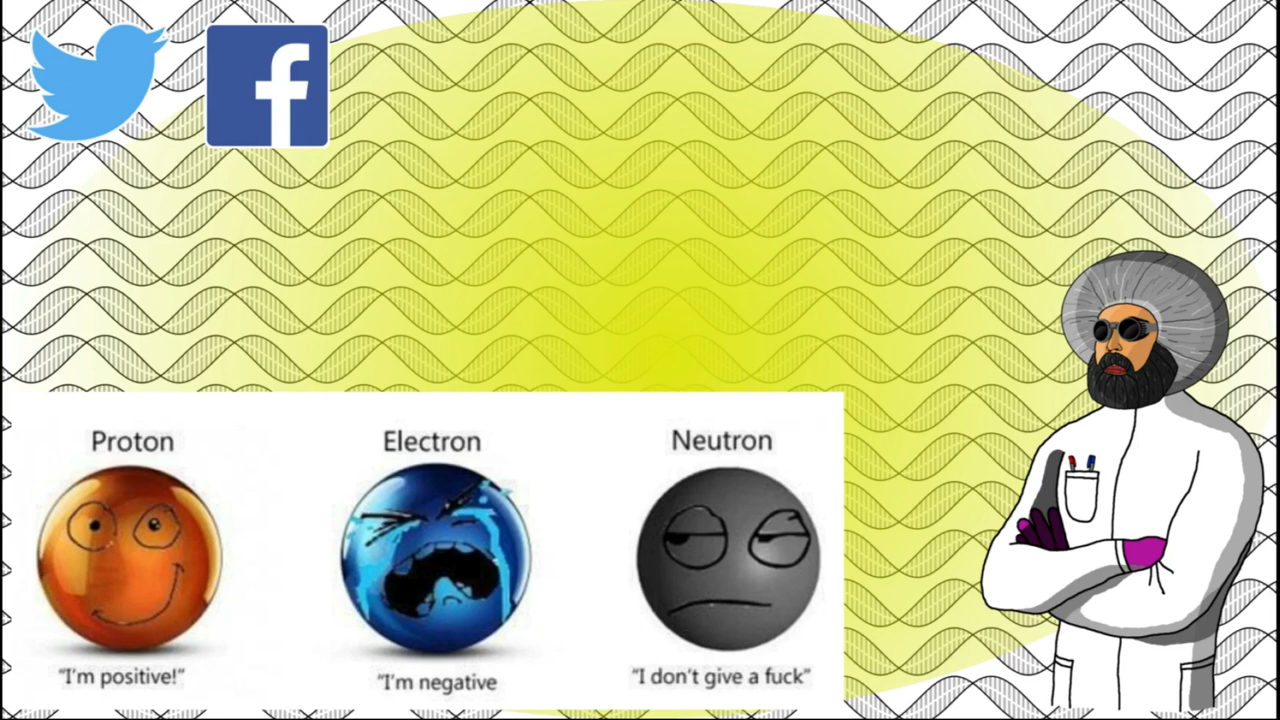 Proton
Electron
Neutron
"I'm positive!"
"I'm negative
"I don't give a fuck"